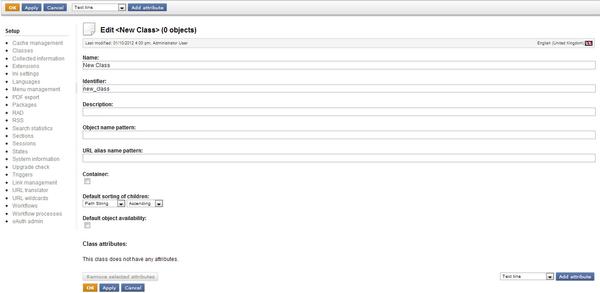 OK Apply Cancel Text line Add attribute
Setup
Cache management
Classes
Collected information
Extensions
Ini settings
Languages
Menu management
PDF export
Packages
RAD
RSS
Search statistics
Sections
Sessions
States
System information
Upgrade check
Triggers
Link management
URL translator
URL wildcards
Workflows
Workflow processes
oAuth admin
Edit <New Class> (0 objects)
Last modified: 01/10/2012 4:00 pm, Administrator User English (United Kingdom)
Name:
New Class
Identifier:
new_class
Description:
Object name pattern:
URL alias name pattern:
Container:
Default sorting of children:
Path String Ascending
Default object availability:
Class attributes:
This class does not have any attributes.
Remove selected attributes Text line Add attribute
OK Apply Cancel